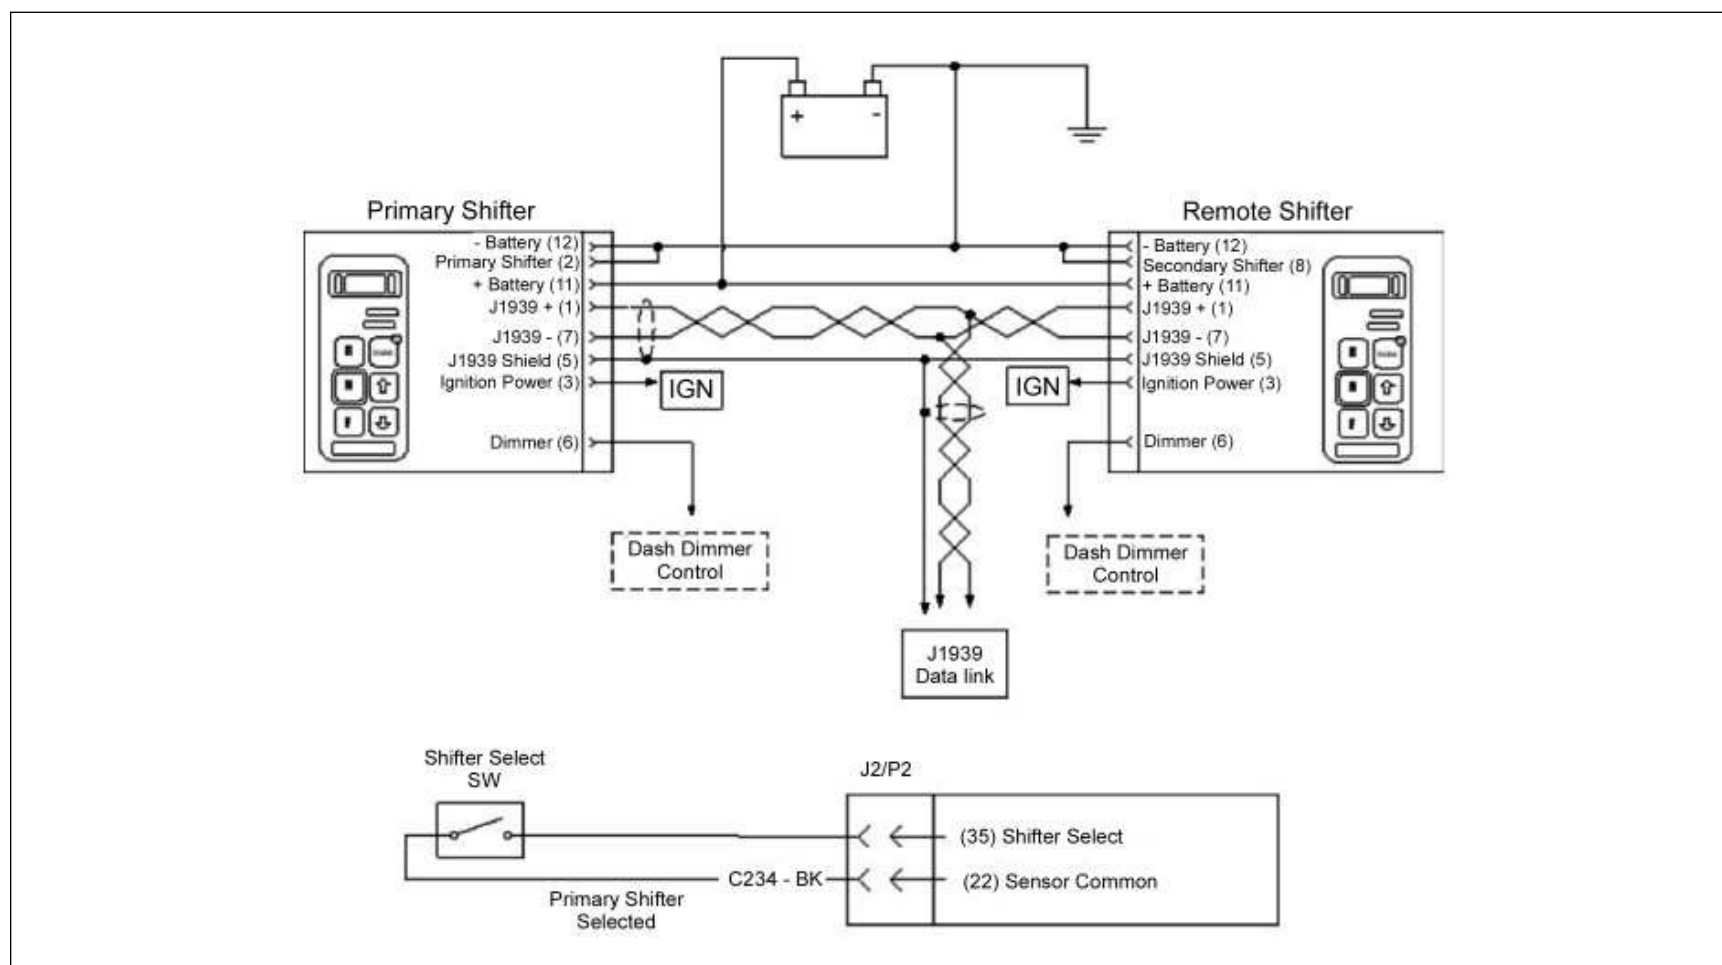 + -
Primary Shifter
Remote Shifter
- Battery (12)
Primary Shifter (2)
+ Battery (11)
J1939 + (1)
J1939 - (7)
J1939 Shield (5)
Ignition Power (3)
Dimmer (6)
- Battery (12)
Secondary Shifter (8)
+ Battery (11)
J1939 + (1)
J1939 - (7)
J1939 Shield (5)
Ignition Power (3)
Dimmer (6)
IGN
IGN
Dash Dimmer
Control
Dash Dimmer
Control
J1939
Data link
Shifter Select
SW
J2/P2
(35) Shifter Select
C234 - BK
(22) Sensor Common
Primary Shifter
Selected